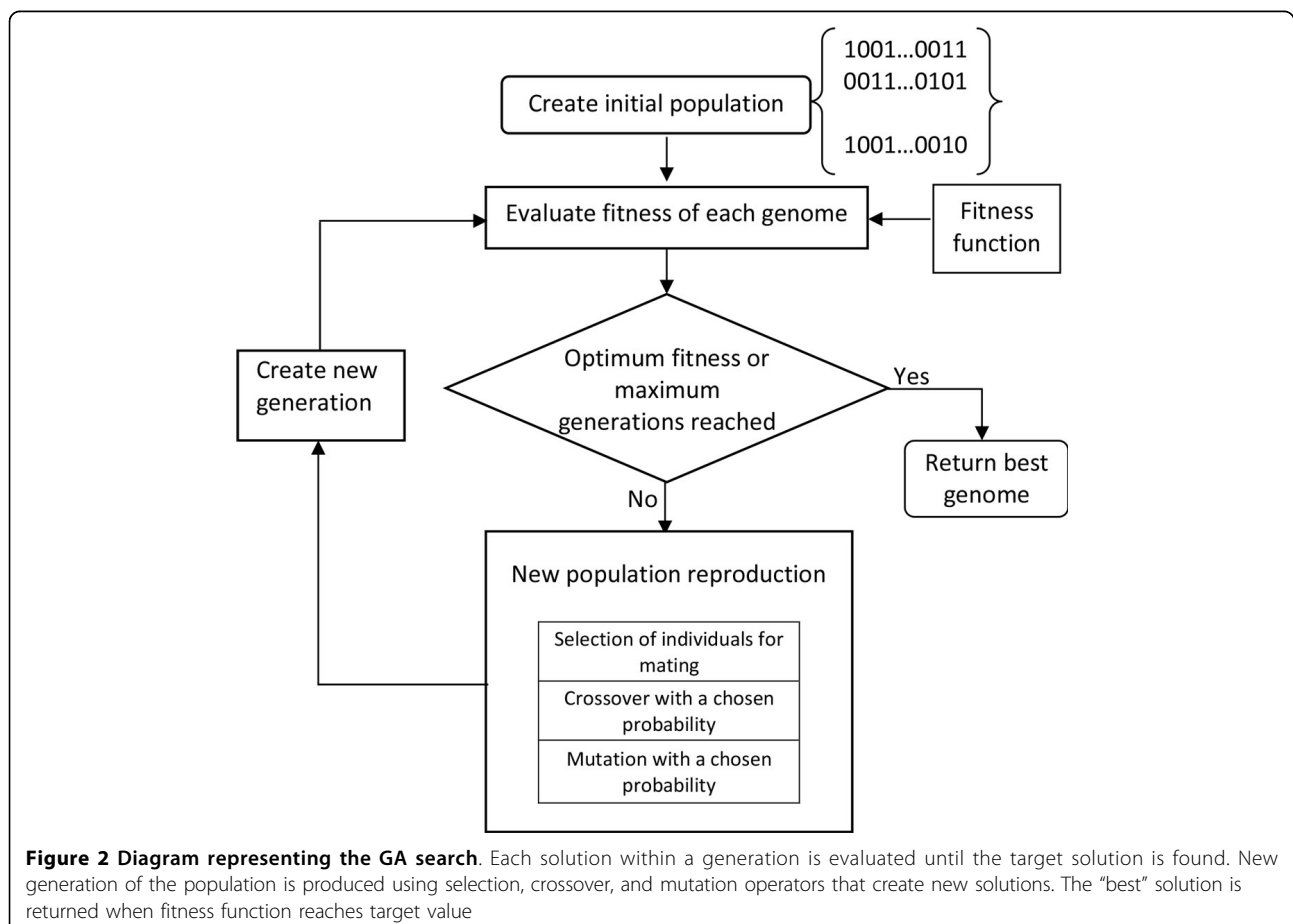 Create initial population
1001...0011
0011...0101
1001...0010
Evaluate fitness of each genome
Fitness
function
Create new
generation
Optimum fitness or
maximum
generations reached
Yes
Return best
genome
No
New population reproduction
Selection of individuals for
mating
Crossover with a chosen
probability
Mutation with a chosen
probability
Figure 2 Diagram representing the GA search. Each solution within a generation is evaluated until the target solution is found. New
generation of the population is produced using selection, crossover, and mutation operators that create new solutions. The “best” solution is
returned when fitness function reaches target value